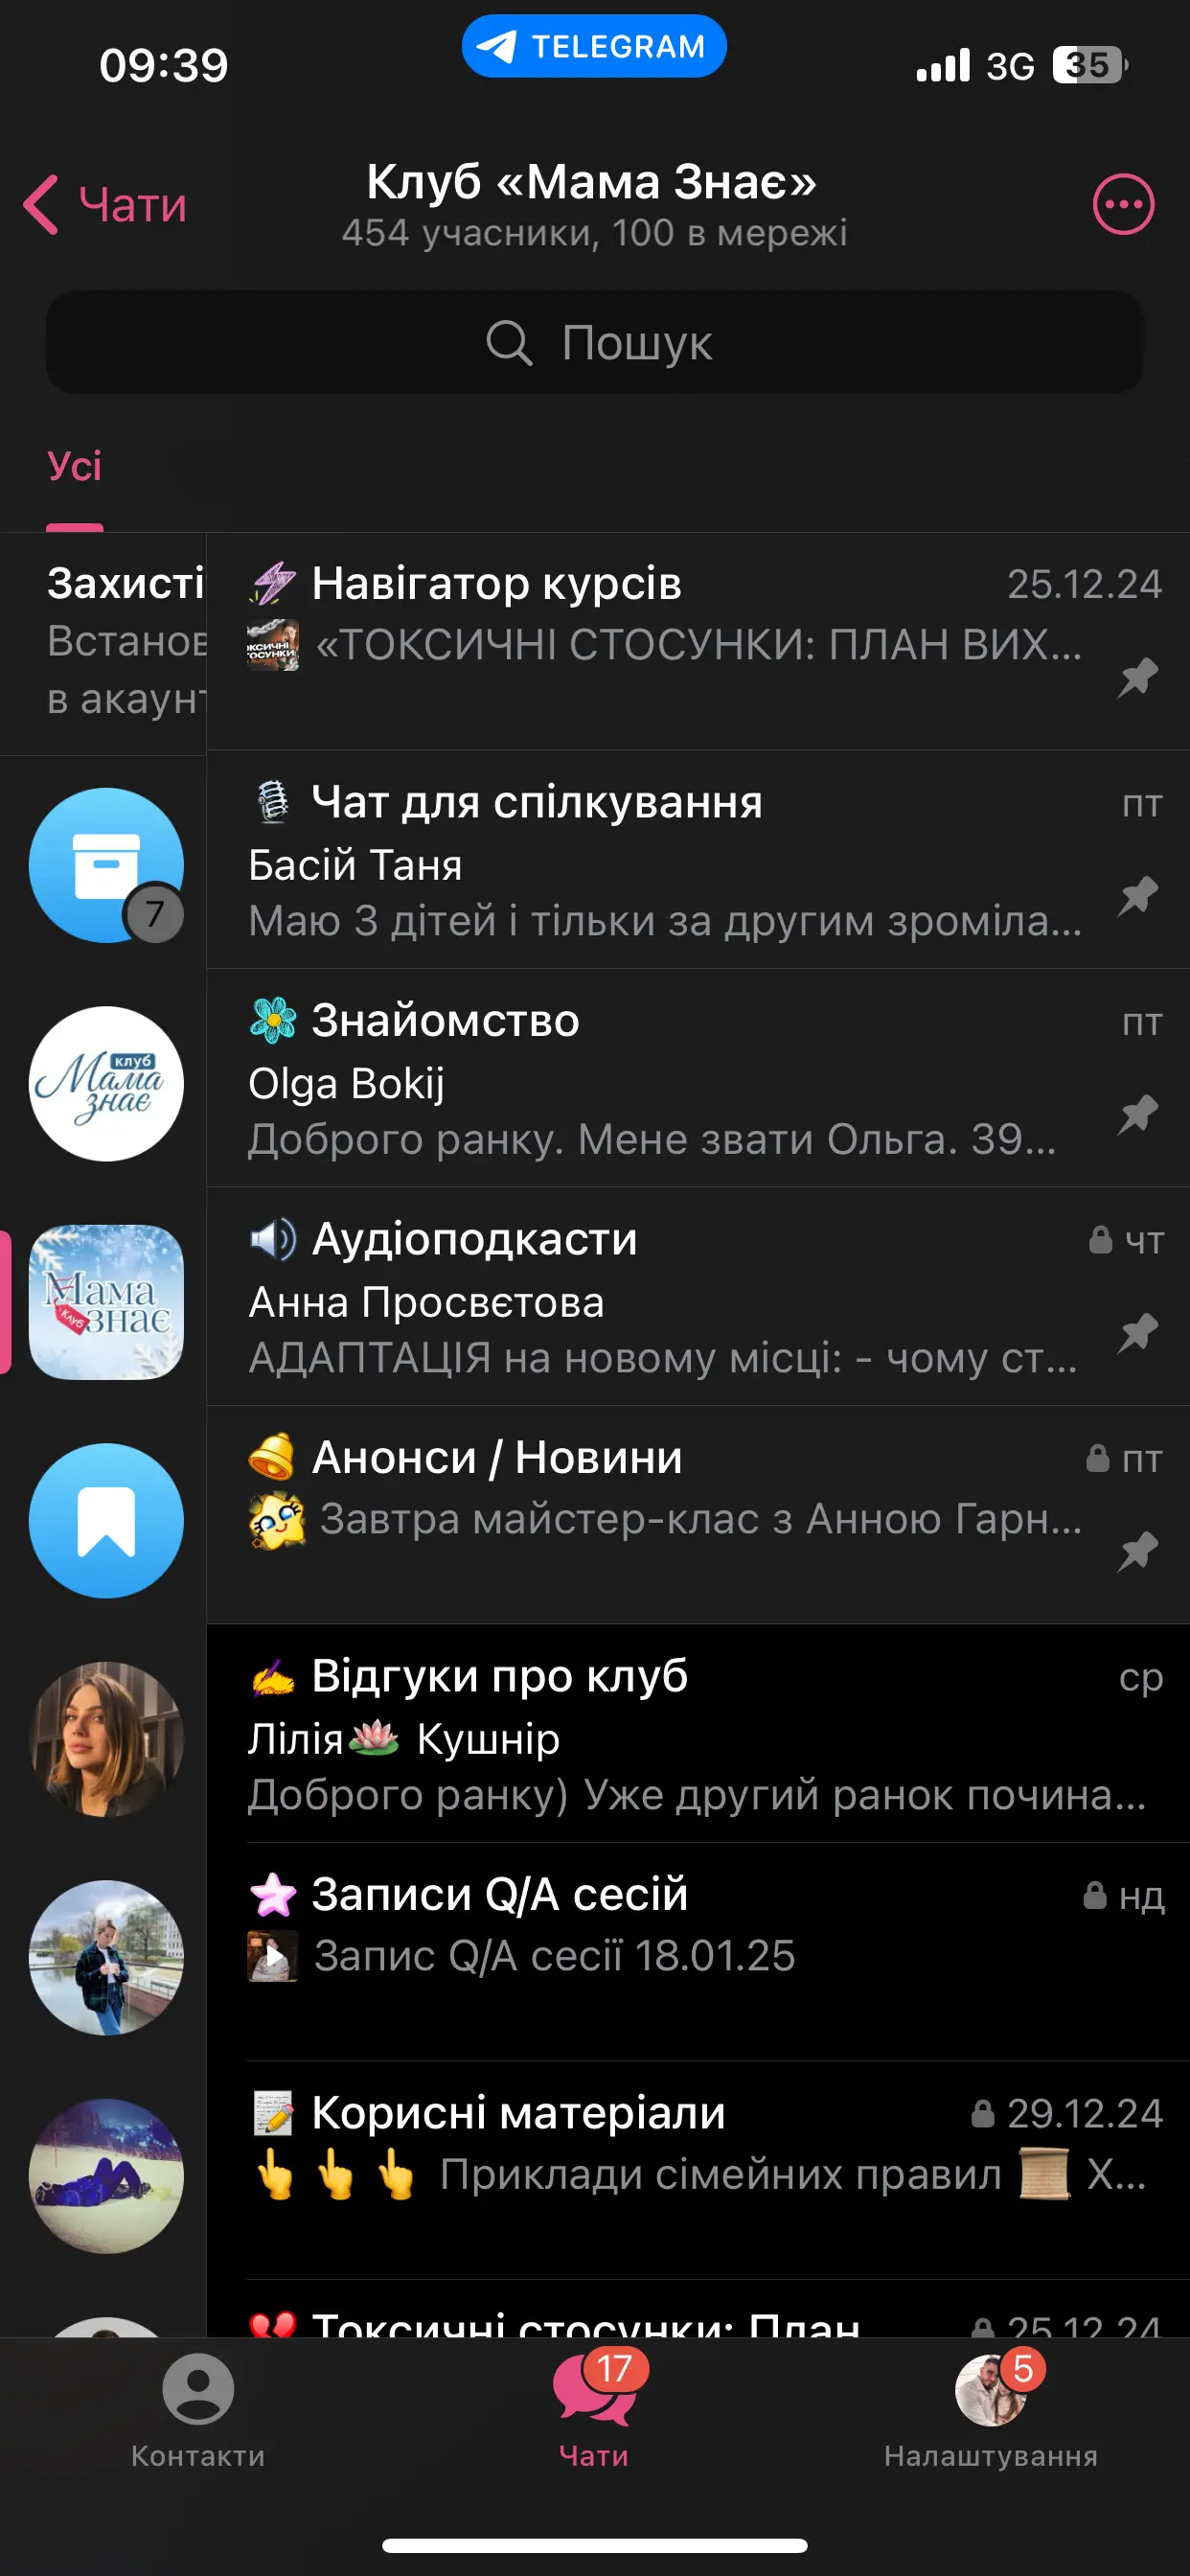 09:39
TELEGRAM
3G
35
Чати
Клуб «Мама Знає»
454 учасники, 100 в мережі
Пошук
Усі
Захисті
Встанов
в акаунт
Навігатор курсів
25.12.24
«ТОКСИЧНІ СТОСУНКИ: ПЛАН ВИХ...
Чат для спілкування
пт
Басій Таня
Маю 3 дітей і тільки за другим зроміла...
7
Знайомство
пт
Olga Bokij
Доброго ранку. Мене звати Ольга. 39...
клуб
Мама
знає
Аудіоподкасти
чт
Анна Просвєтова
АДАПТАЦІЯ на новому місці: - чому ст...
Мама
клуб
знає
Анонси / Новини
пт
Завтра майстер-клас з Анною Гарн...
Відгуки про клуб
ср
Лілія🪷 Кушнір
Доброго ранку) Уже другий ранок почина...
Записи Q/A сесій
нд
Запис Q/A сесії 18.01.25
Корисні матеріали
29.12.24
👆 👆 👆 Приклади сімейних правил 📜 Х...
Токсичні стосунки: План
25.12.24
17
5
Контакти
Чати
Налаштування